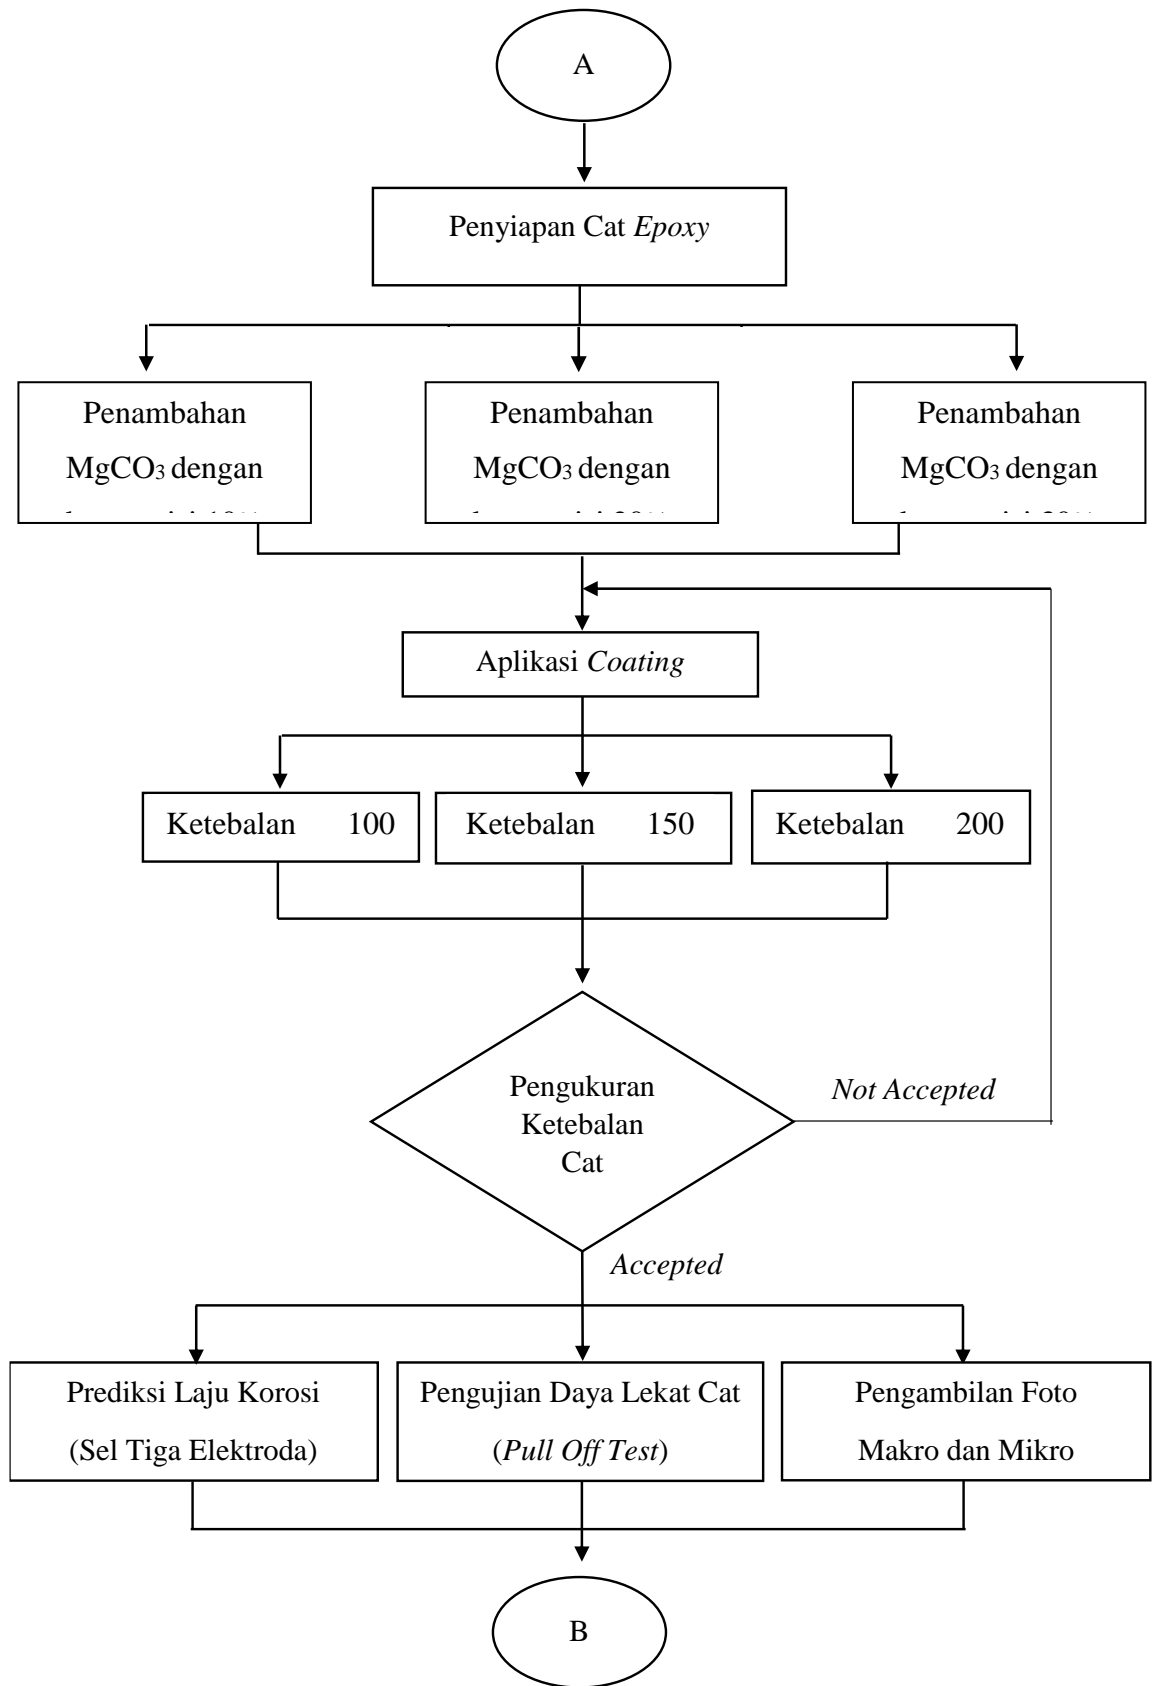 A
Penyiapan Cat Epoxy
Penambahan
MgCO3 dengan
Penambahan
MgCO3 dengan
Penambahan
MgCO3 dengan
Aplikasi Coating
Ketebalan 100
Ketebalan 150
Ketebalan 200
Pengukuran
Ketebalan
Cat
Not Accepted
Accepted
Prediksi Laju Korosi
(Sel Tiga Elektroda)
Pengujian Daya Lekat Cat
(Pull Off Test)
Pengambilan Foto
Makro dan Mikro
B